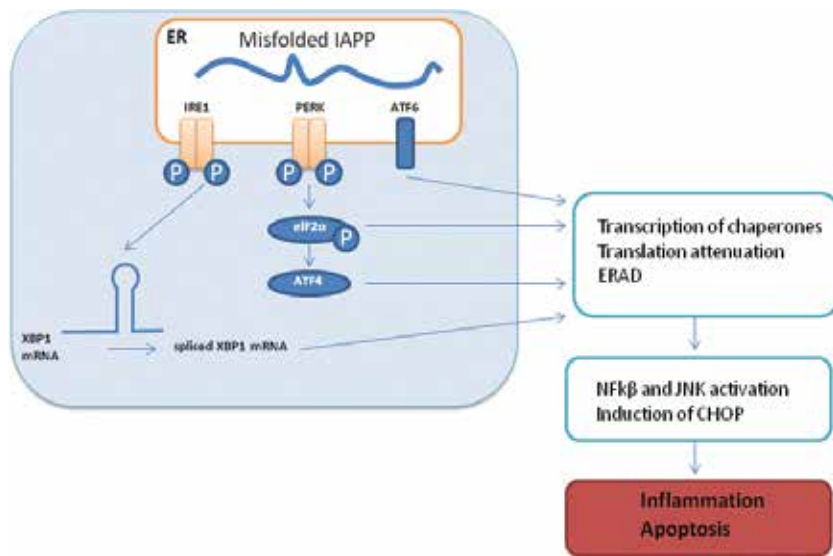 ER
Misfolded IAPP
IRE1
PERK
ATF6
P
P
P
P
eIF2α
P
ATF4
XBP1
mRNA
spliced XBP1 mRNA
Transcription of chaperones
Translation attenuation
ERAD
NFkβ and JNK activation
Induction of CHOP
Inflammation
Apoptosis